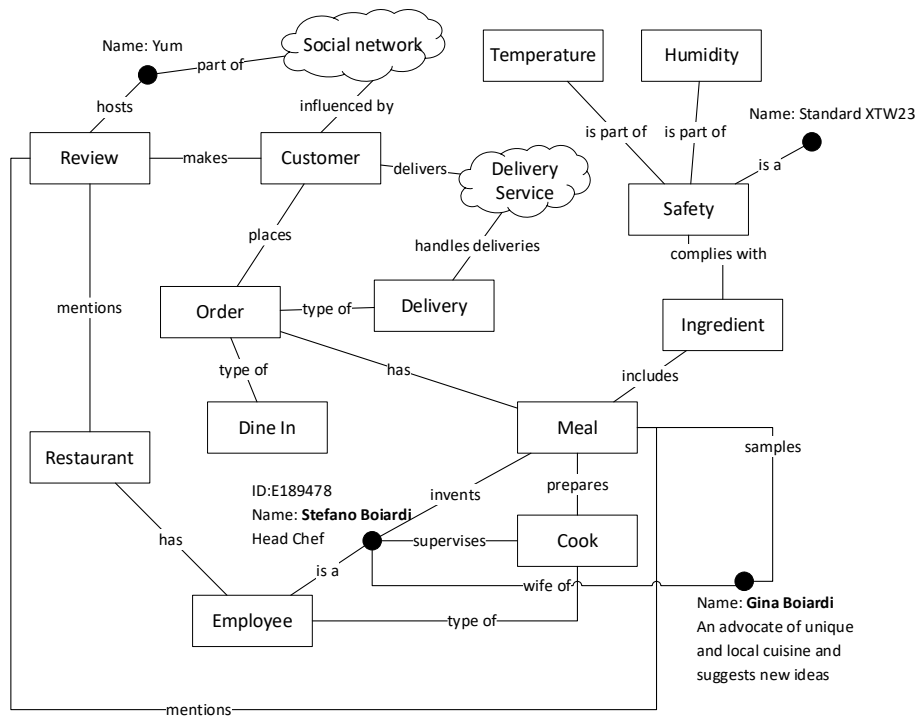 Name: Yum
Social network
Temperature
Humidity
part of
hosts
influenced by
is part of
is part of
Name: Standard XTW23
is a
Review
makes
Customer
delivers
Delivery
Service
Safety
places
handles deliveries
complies with
mentions
Order
type of
Delivery
Ingredient
type of
has
includes
Dine In
Meal
Restaurant
samples
ID:E189478
Name: Stefano Boiardi
Head Chef
invents
prepares
has
is a
supervises
Cook
wife of
Employee
type of
Name: Gina Boiardi
An advocate of unique
and local cuisine and
suggests new ideas
mentions